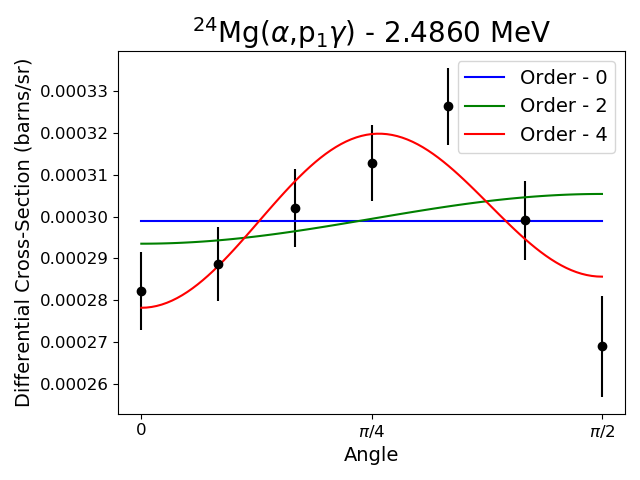 ²⁴Mg(α,p₁γ) - 2.4860 MeV
Differential Cross-Section (barns/sr)
0.00033
0.00032
0.00031
0.00030
0.00029
0.00028
0.00027
0.00026
Order - 0
Order - 2
Order - 4
0
π/4
π/2
Angle